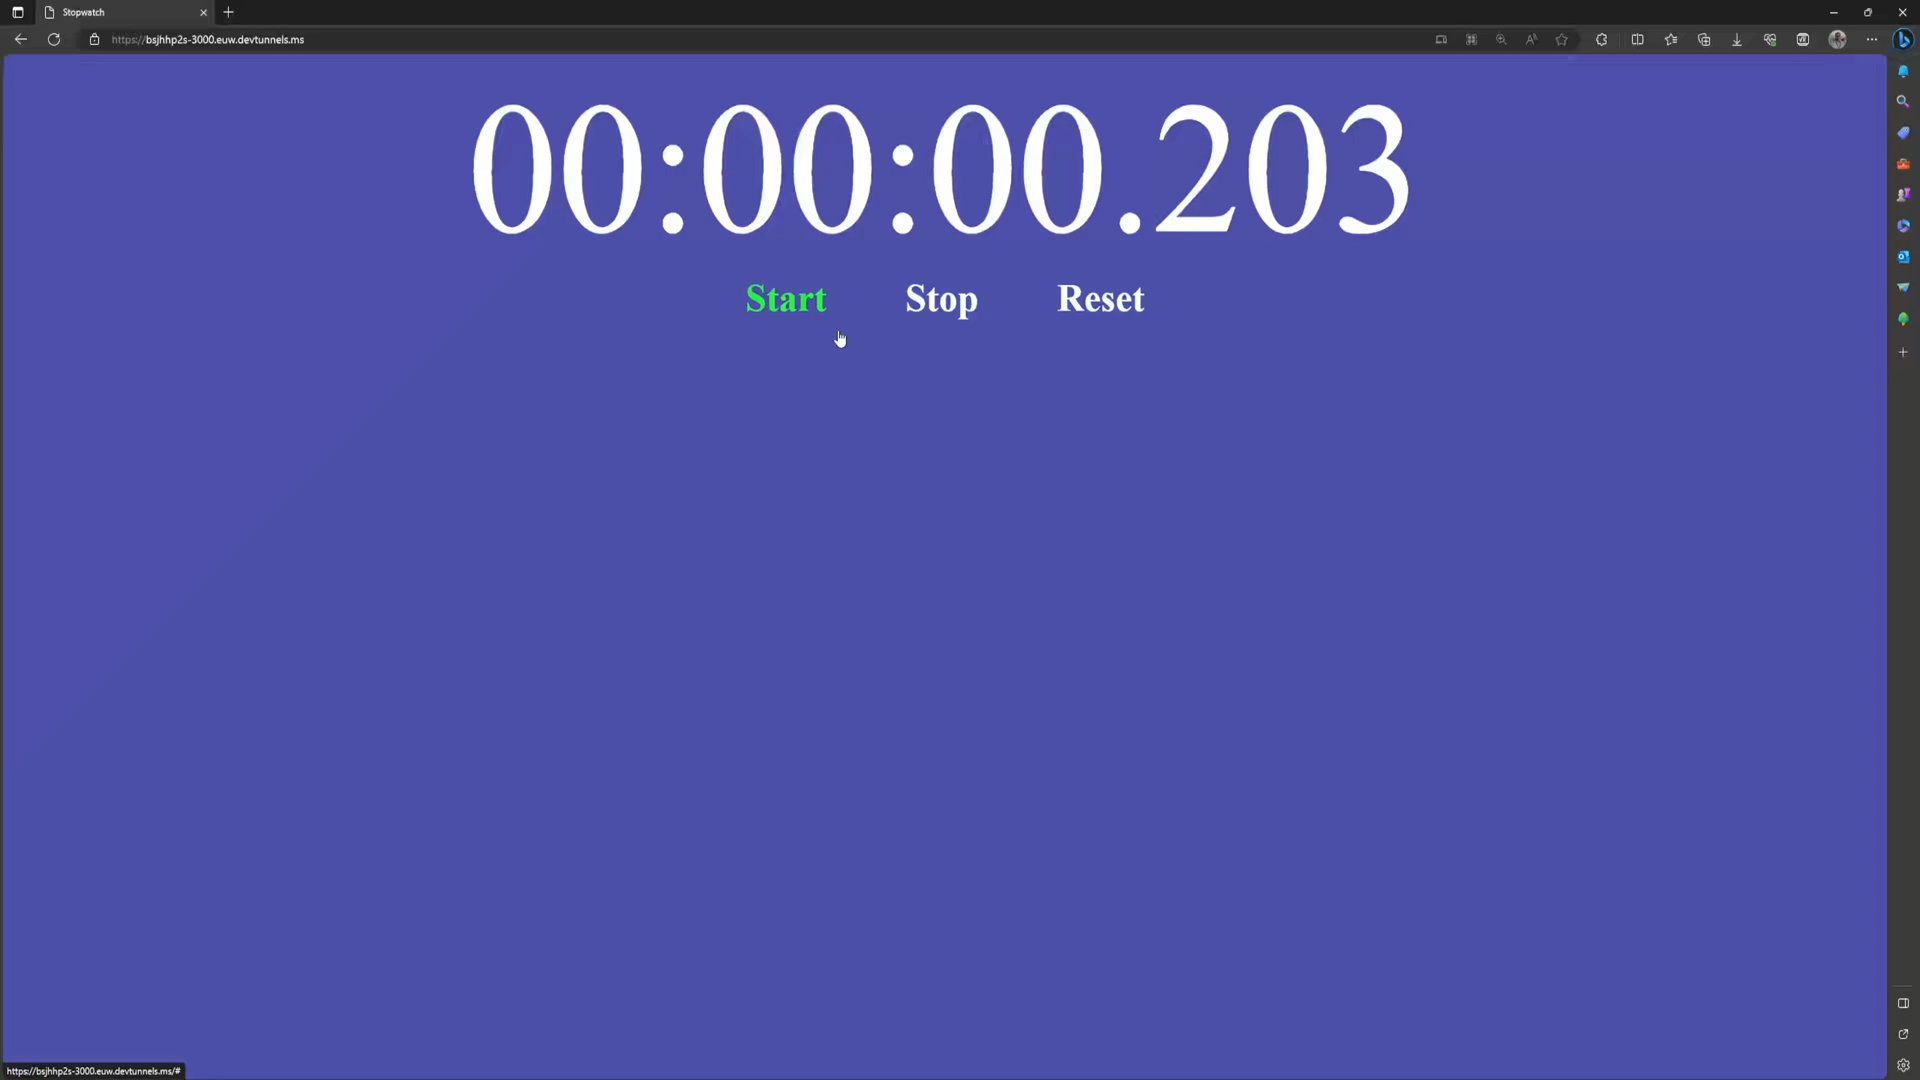 Stopwatch
https://bsjhhp2s-3000.euw.devtunnels.ms
00:00:00.203
Start Stop Reset
https://bsjhhp2s-3000.euw.devtunnels.ms/#